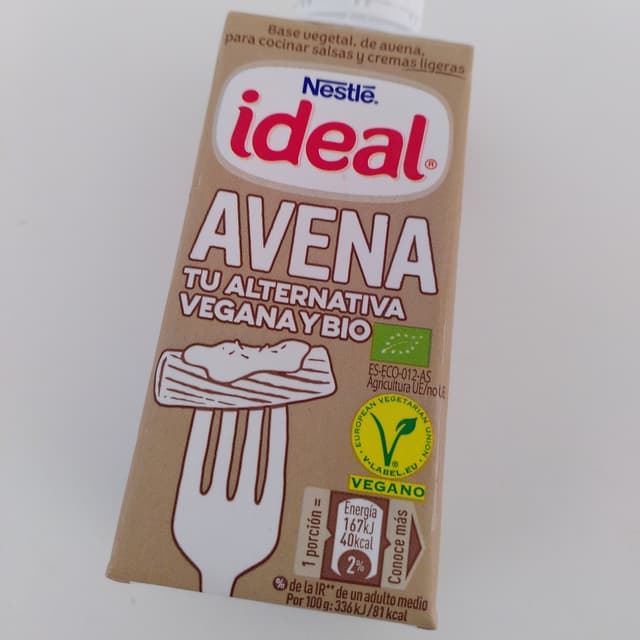 Base vegetal, de avena,
para cocinar salsas y cremas ligeras
Nestlé®
ideal®
AVENA
TU ALTERNATIVA
VEGANA Y BIO
ES-ECO-012-AS
Agricultura UE/no UE
EUROPEAN VEGETARIAN UNION
V-LABEL.EU
VEGANO
1 porción =
Energía
167kJ
40kcal
2%
Conoce más
% de la IR** de un adulto medio
Por 100g: 336 kJ/81 kcal